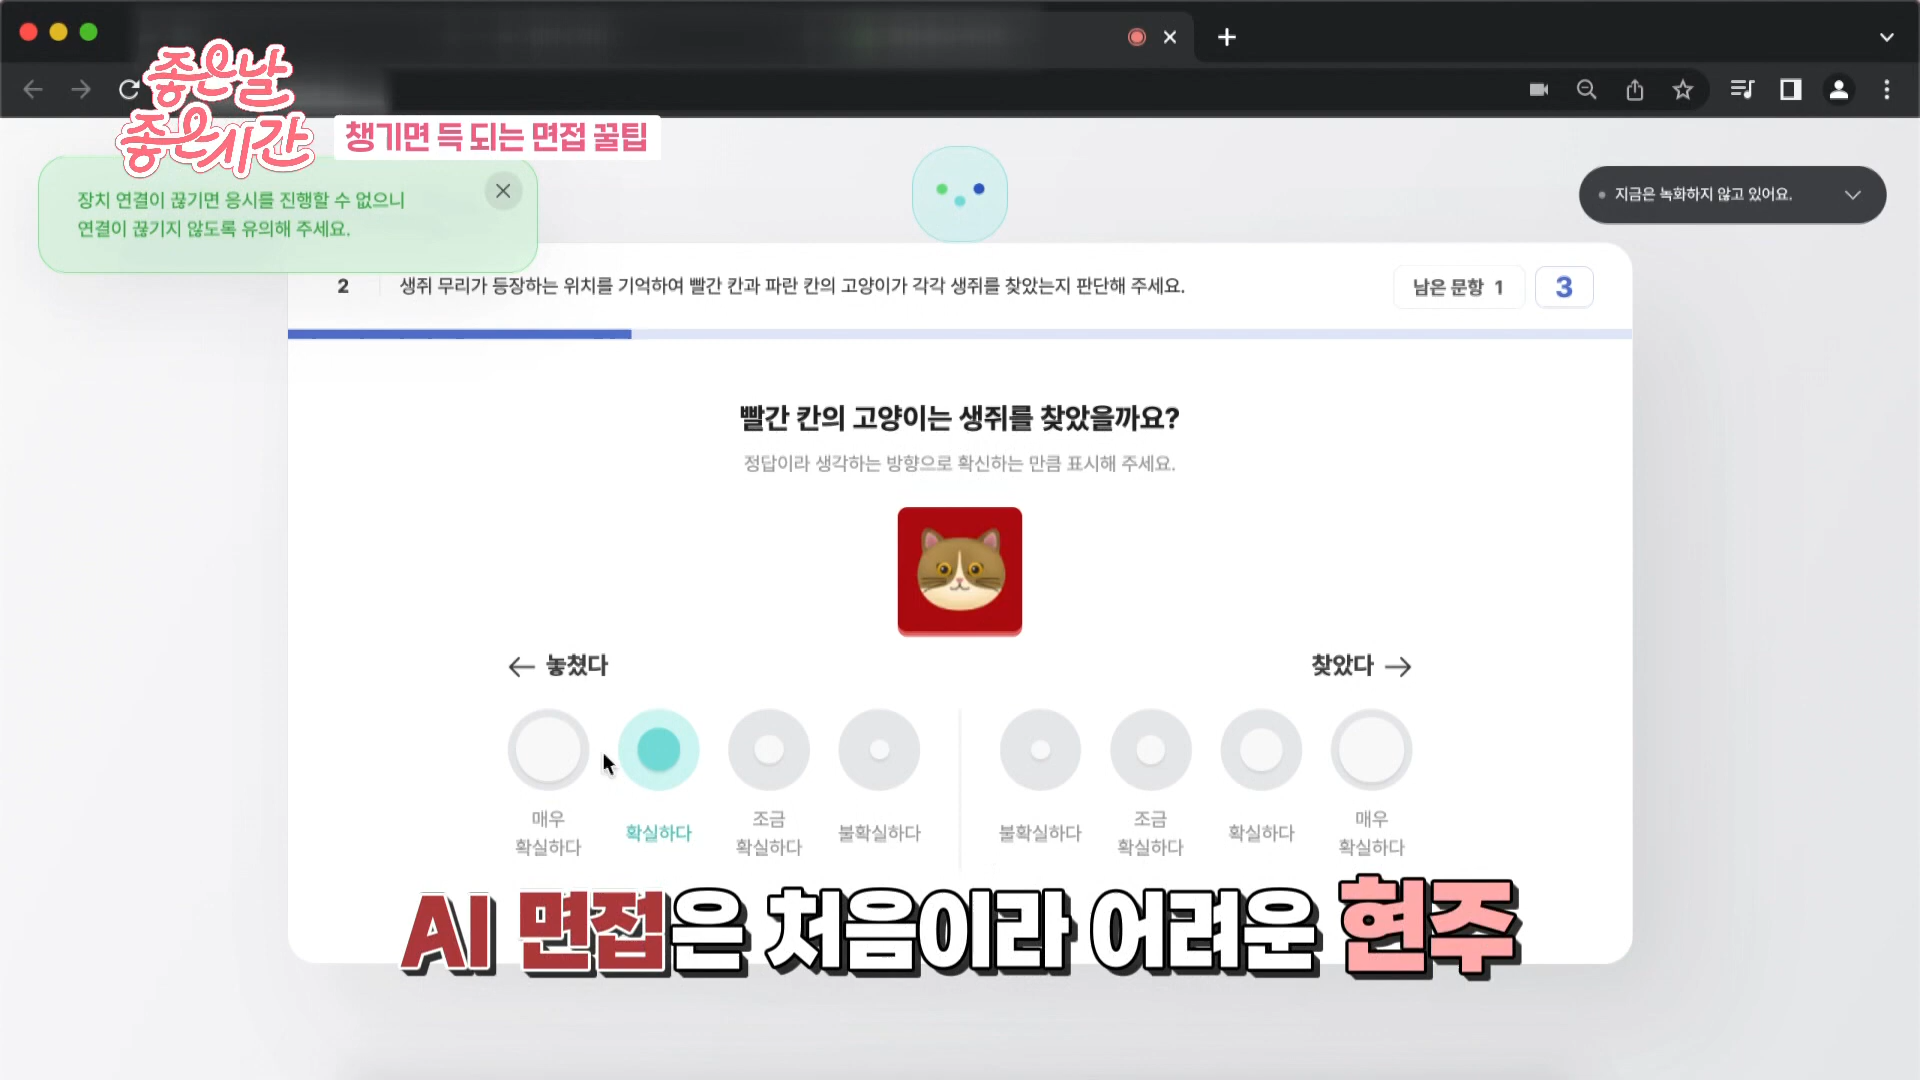 좋은날
좋은시간
챙기면 득 되는 면접 꿀팁
장치 연결이 끊기면 응시를 진행할 수 없으니
연결이 끊기지 않도록 유의해 주세요.
지금은 녹화하지 않고 있어요.
2 생쥐 무리가 등장하는 위치를 기억하여 빨간 칸과 파란 칸의 고양이가 각각 생쥐를 찾았는지 판단해 주세요. 남은 문항 1 3
빨간 칸의 고양이는 생쥐를 찾았을까요?
정답이라 생각하는 방향으로 확신하는 만큼 표시해 주세요.
← 놓쳤다 찾았다 →
매우
확실하다
확실하다
조금
확실하다
불확실하다
불확실하다
조금
확실하다
확실하다
매우
확실하다
AI 면접은 처음이라 어려운 현주